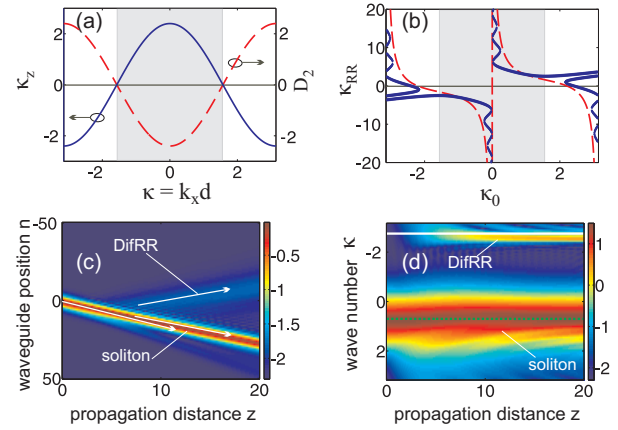 (a)
κz
2
0
-2
2
0
-2
D2
-2
0
2
κ = kxd
(b)
κRR
20
10
0
-10
-20
-2
0
2
κ0
(c)
DifRR
soliton
waveguide position n
-50
0
50
0
5
10
15
20
propagation distance z
-0
-0.5
-1
-1.5
-2
(d)
DifRR
soliton
wave number κ
-2
0
2
0
5
10
15
20
propagation distance z
1
0
-1
-2